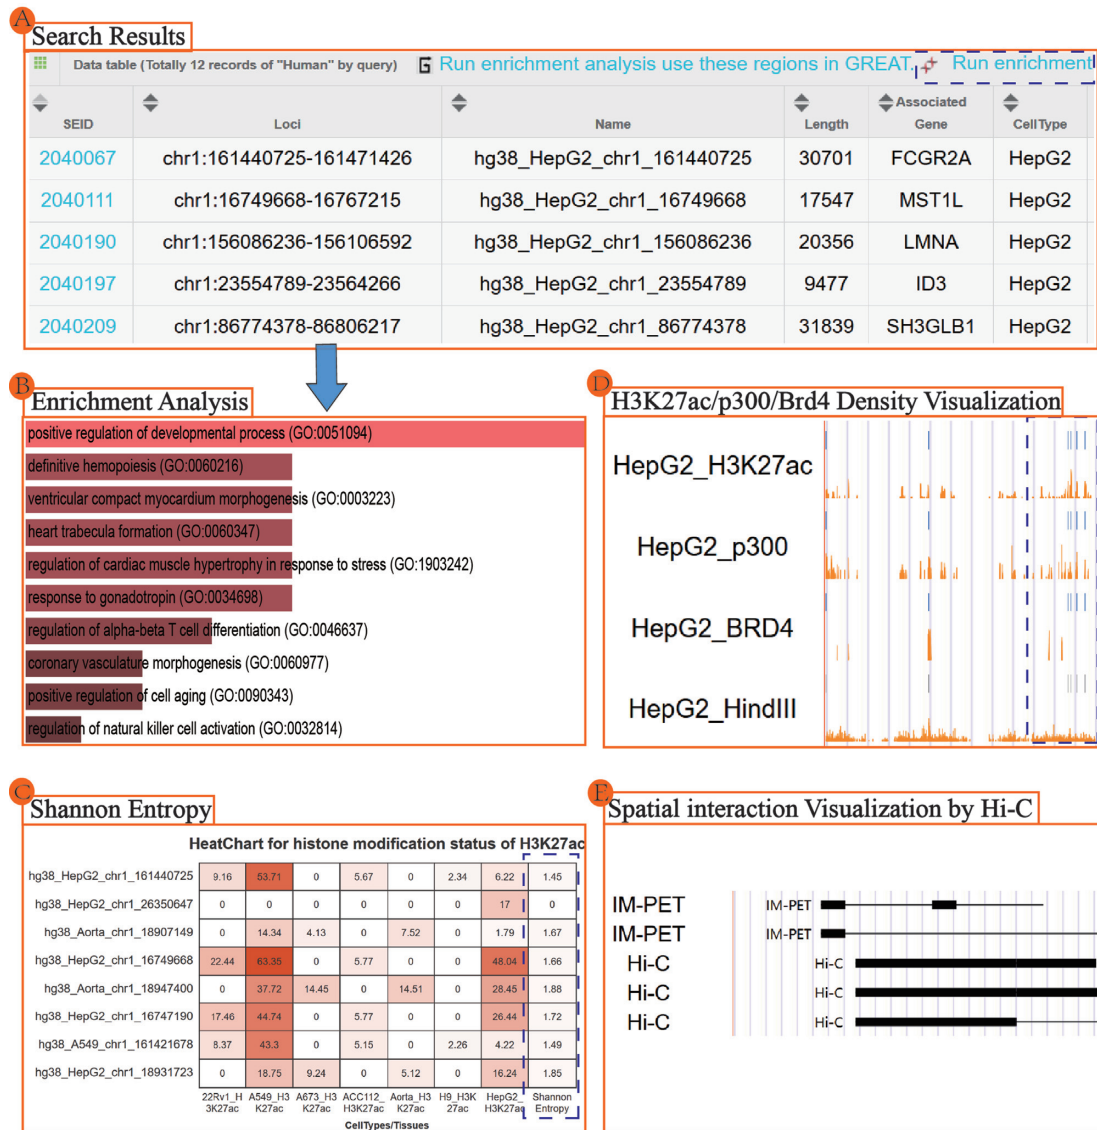 A
Search Results
Data table (Totally 12 records of "Human" by query) G Run enrichment analysis use these regions in GREAT. Run enrichment
SEID Loci Name Length Associated Gene CellType
2040067 chr1:161440725-161471426 hg38_HepG2_chr1_161440725 30701 FCGR2A HepG2
2040111 chr1:16749668-16767215 hg38_HepG2_chr1_16749668 17547 MST1L HepG2
2040190 chr1:156086236-156106592 hg38_HepG2_chr1_156086236 20356 LMNA HepG2
2040197 chr1:23554789-23564266 hg38_HepG2_chr1_23554789 9477 ID3 HepG2
2040209 chr1:86774378-86806217 hg38_HepG2_chr1_86774378 31839 SH3GLB1 HepG2
B
Enrichment Analysis
positive regulation of developmental process (GO:0051094)
definitive hemopoiesis (GO:0060216)
ventricular compact myocardium morphogenesis (GO:0003223)
heart trabecula formation (GO:0060347)
regulation of cardiac muscle hypertrophy in response to stress (GO:1903242)
response to gonadotropin (GO:0034698)
regulation of alpha-beta T cell differentiation (GO:0046637)
coronary vasculature morphogenesis (GO:0060977)
positive regulation of cell aging (GO:0090343)
regulation of natural killer cell activation (GO:0032814)
D
H3K27ac/p300/Brd4 Density Visualization
HepG2_H3K27ac
HepG2_p300
HepG2_BRD4
HepG2_HindIII
C
Shannon Entropy
HeatChart for histone modification status of H3K27ac
hg38_HepG2_chr1_161440725 9.16 53.71 0 5.67 0 2.34 6.22 1.45
hg38_HepG2_chr1_26350647 0 0 0 0 0 0 17 0
hg38_Aorta_chr1_18907149 0 14.34 4.13 0 7.52 0 1.79 1.67
hg38_HepG2_chr1_16749668 22.44 63.35 0 5.77 0 0 48.04 1.66
hg38_Aorta_chr1_18947400 0 37.72 14.45 0 14.51 0 28.45 1.88
hg38_HepG2_chr1_16747190 17.46 44.74 0 5.77 0 0 26.44 1.72
hg38_A549_chr1_161421678 8.37 43.3 0 5.15 0 2.26 4.22 1.49
hg38_HepG2_chr1_18931723 0 18.75 9.24 0 5.12 0 16.24 1.85
22Rv1_H A549_H3 A673_H3 ACC112_ Aorta_H3 H9_H3K HepG2_ Shannon
3K27ac K27ac K27ac H3K27ac K27ac 27ac H3K27ac Entropy
CellTypes/Tissues
E
Spatial interaction Visualization by Hi-C
IM-PET IM-PET
IM-PET IM-PET
Hi-C Hi-C
Hi-C Hi-C
Hi-C Hi-C